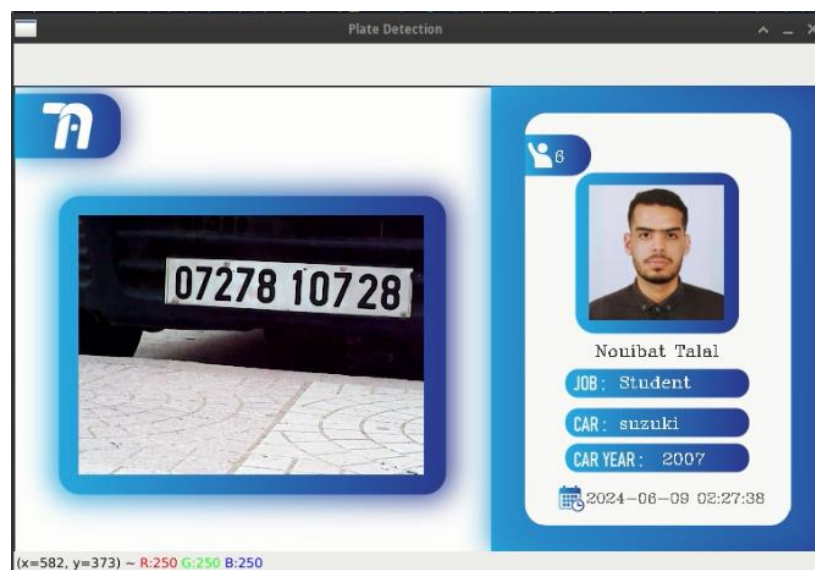 Plate Detection
07278 10728
6
Nouibat Talal
JOB : Student
CAR : suzuki
CAR YEAR : 2007
2024-06-09 02:27:38
(x=582, y=373) ~ R:250 G:250 B:250